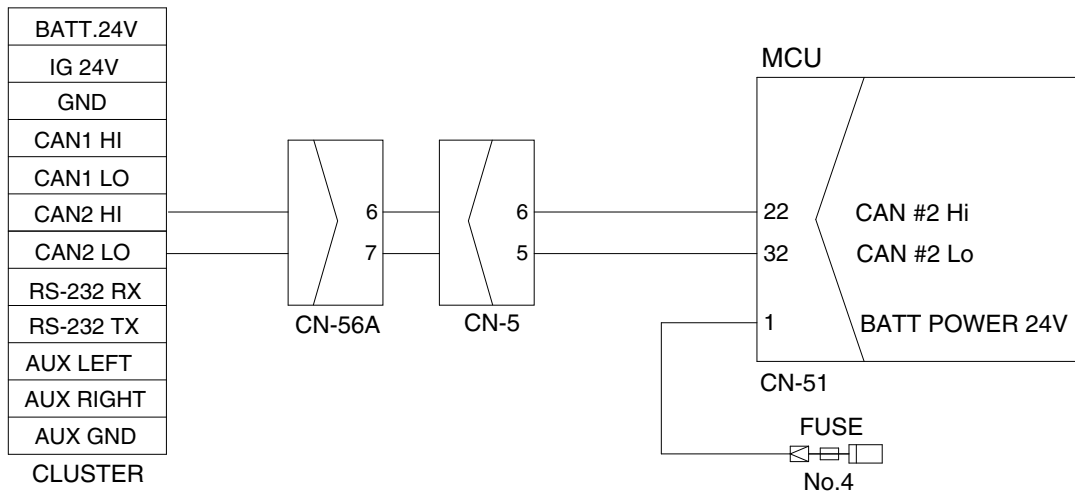 BATT.24V
IG 24V
GND
CAN1 HI
CAN1 LO
CAN2 HI
CAN2 LO
RS-232 RX
RS-232 TX
AUX LEFT
AUX RIGHT
AUX GND
CLUSTER
6
7
CN-56A
6
5
CN-5
MCU
22 CAN #2 Hi
32 CAN #2 Lo
1 BATT POWER 24V
CN-51
FUSE
No.4